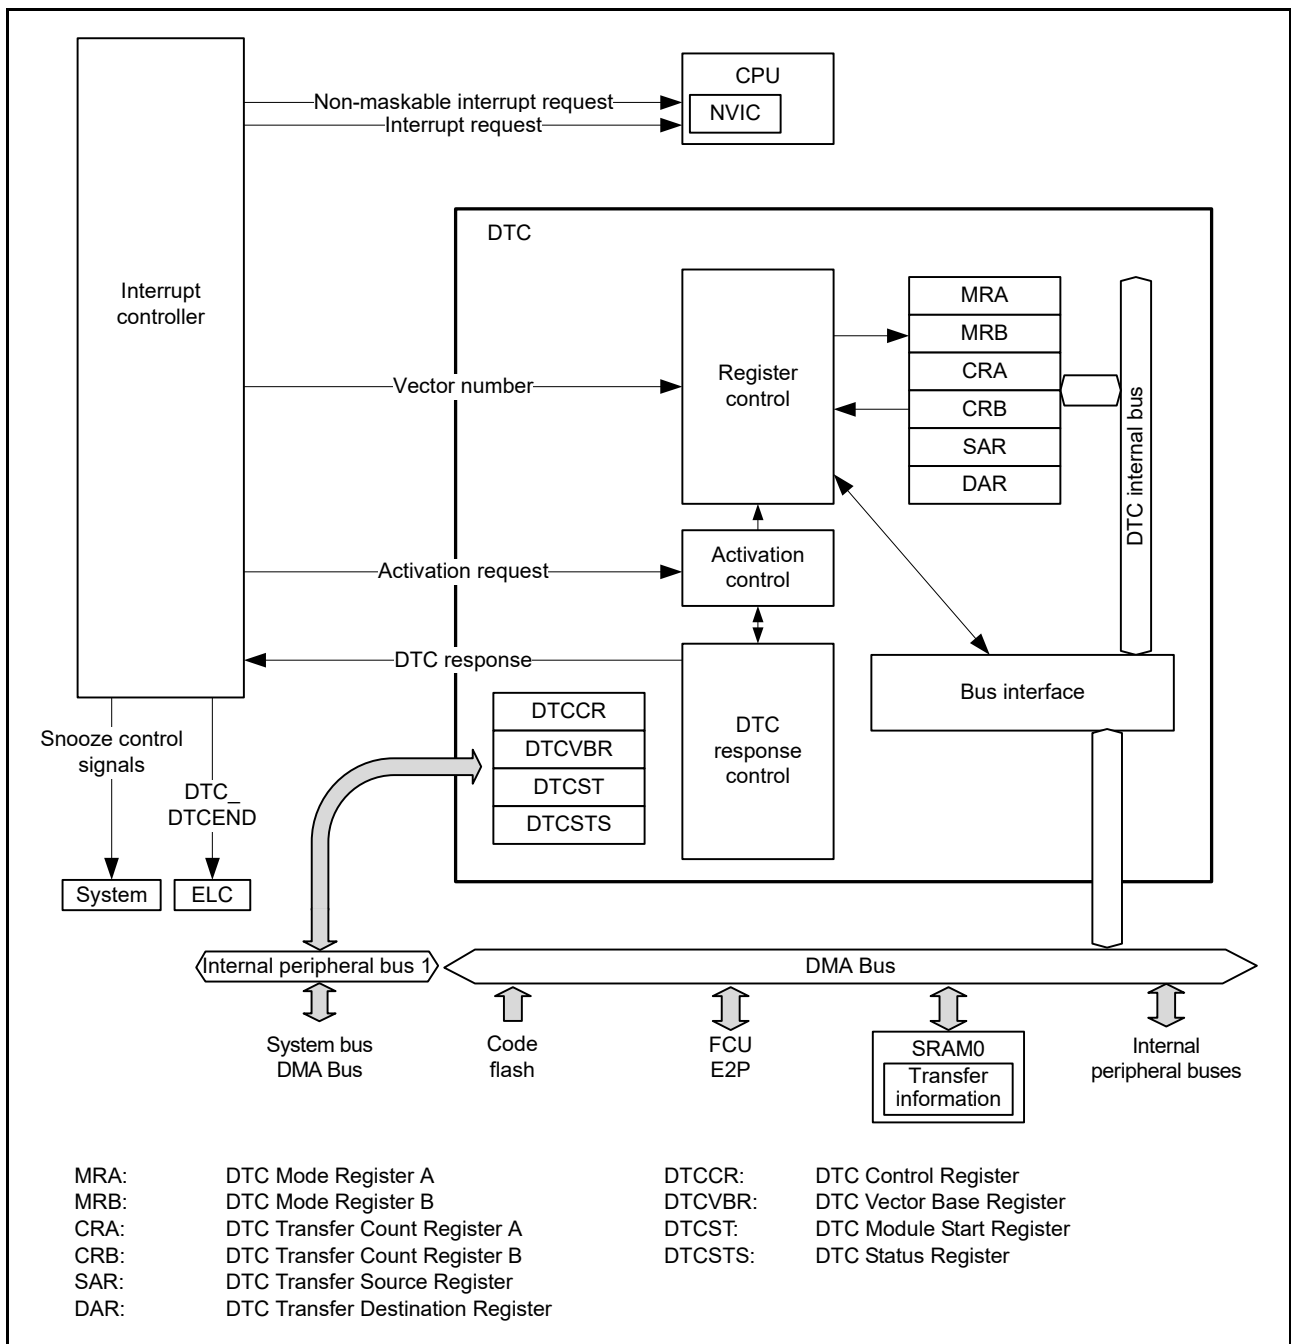 CPU
NVIC
Non-maskable interrupt request
Interrupt request
DTC
Interrupt
controller
Vector number
Register
control
MRA
MRB
CRA
CRB
SAR
DAR
DTC internal bus
Activation request
Activation
control
DTC response
DTC
response
control
Bus interface
DTCCR
DTCVBR
DTCST
DTCSTS
Snooze control
signals
DTC_
DTCEND
System
ELC
Internal peripheral bus 1
DMA Bus
System bus
DMA Bus
Code
flash
FCU
E2P
SRAM0
Transfer
information
Internal
peripheral buses
MRA: DTC Mode Register A
MRB: DTC Mode Register B
CRA: DTC Transfer Count Register A
CRB: DTC Transfer Count Register B
SAR: DTC Transfer Source Register
DAR: DTC Transfer Destination Register
DTCCR: DTC Control Register
DTCVBR: DTC Vector Base Register
DTCST: DTC Module Start Register
DTCSTS: DTC Status Register